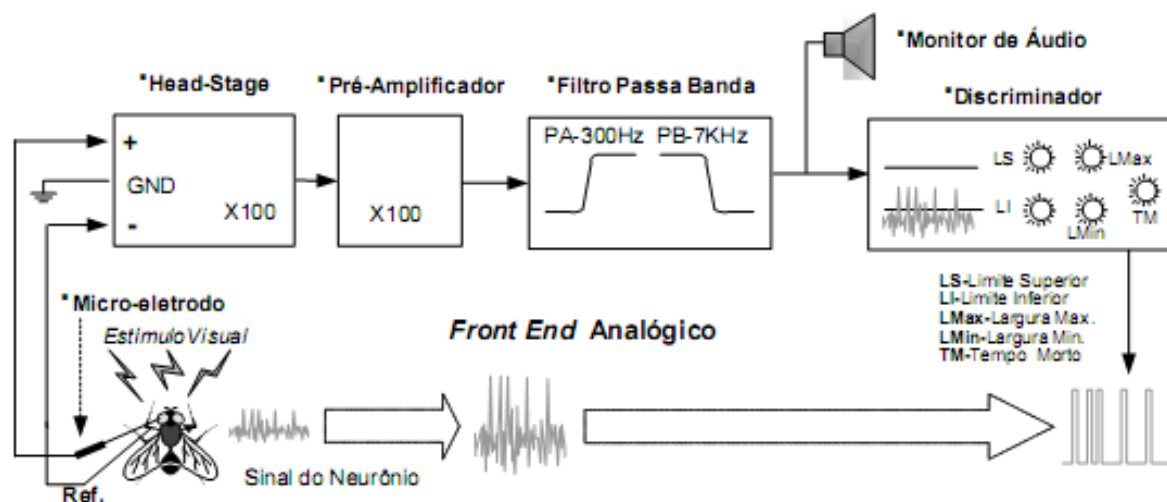 ▪Monitor de Áudio
▪Head-Stage
▪Pré-Amplificador
▪Filtro Passa Banda
▪Discriminador
+
GND
-
X100
X100
PA-300Hz PB-7KHz
LS
LMax
LI
LMin
TM
LS-Limite Superior
LI-Limite Inferior
LMax-Largura Max.
LMin-Largura Min.
TM-Tempo Morto
▪Micro-eletrodo
Estímulo Visual
Front End Analógico
Sinal do Neurônio
Ref.